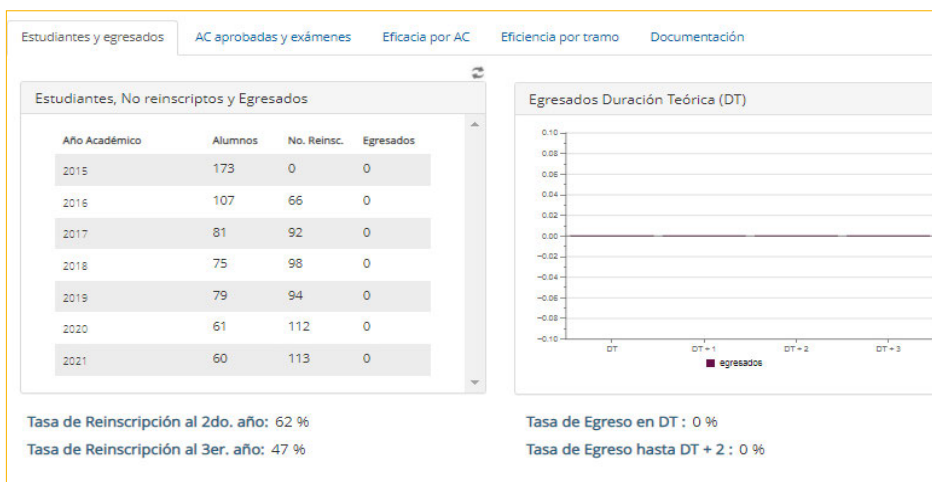 Estudiantes y egresados AC aprobadas y exámenes Eficacia por AC Eficiencia por tramo Documentación
Estudiantes, No reinscriptos y Egresados
Año Académico Alumnos No. Reinsc. Egresados
2015 173 0 0
2016 107 66 0
2017 81 92 0
2018 75 98 0
2019 79 94 0
2020 61 112 0
2021 60 113 0
Tasa de Reinscripción al 2do. año: 62 %
Tasa de Reinscripción al 3er. año: 47 %
Egresados Duración Teórica (DT)
0.10
0.08
0.06
0.04
0.02
0.00
−0.02
−0.04
−0.06
−0.08
−0.10
DT DT + 1 DT + 2 DT + 3
egresados
Tasa de Egreso en DT : 0 %
Tasa de Egreso hasta DT + 2 : 0 %